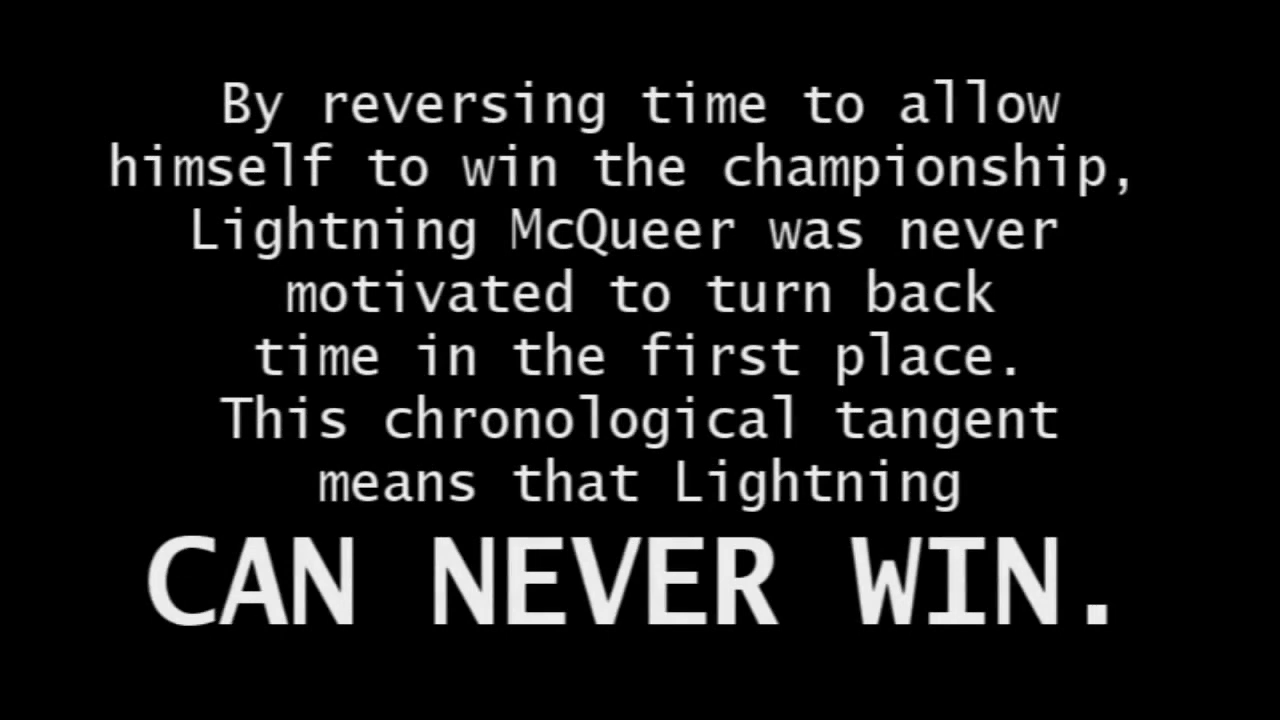 By reversing time to allow
himself to win the championship,
Lightning McQueer was never
motivated to turn back
time in the first place.
This chronological tangent
means that Lightning
CAN NEVER WIN.